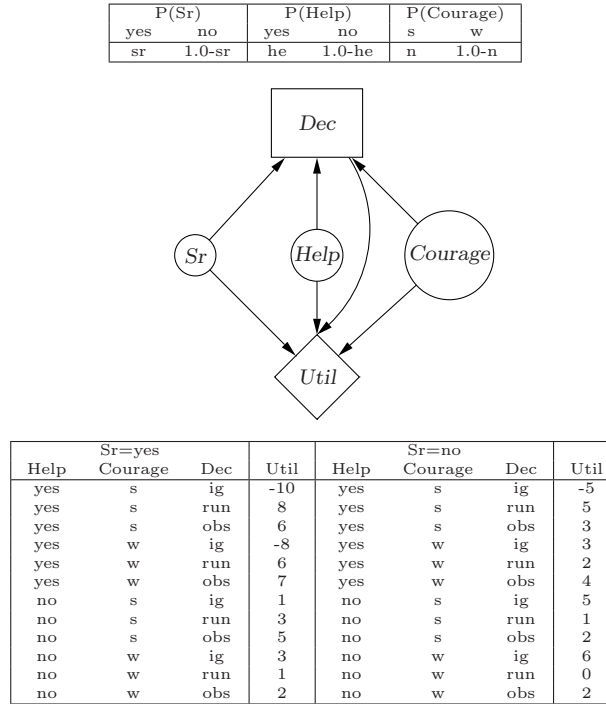 P(Sr) P(Help) P(Courage)
yes no yes no s w
sr 1.0-sr he 1.0-he n 1.0-n
Dec
Sr Help Courage
Util
Sr=yes Sr=no
Help Courage Dec Util Help Courage Dec Util
yes s ig -10 yes s ig -5
yes s run 8 yes s run 5
yes s obs 6 yes s obs 3
yes w ig -8 yes w ig 3
yes w run 6 yes w run 2
yes w obs 7 yes w obs 4
no s ig 1 no s ig 5
no s run 3 no s run 1
no s obs 5 no s obs 2
no w ig 3 no w ig 6
no w run 1 no w run 0
no w obs 2 no w obs 2